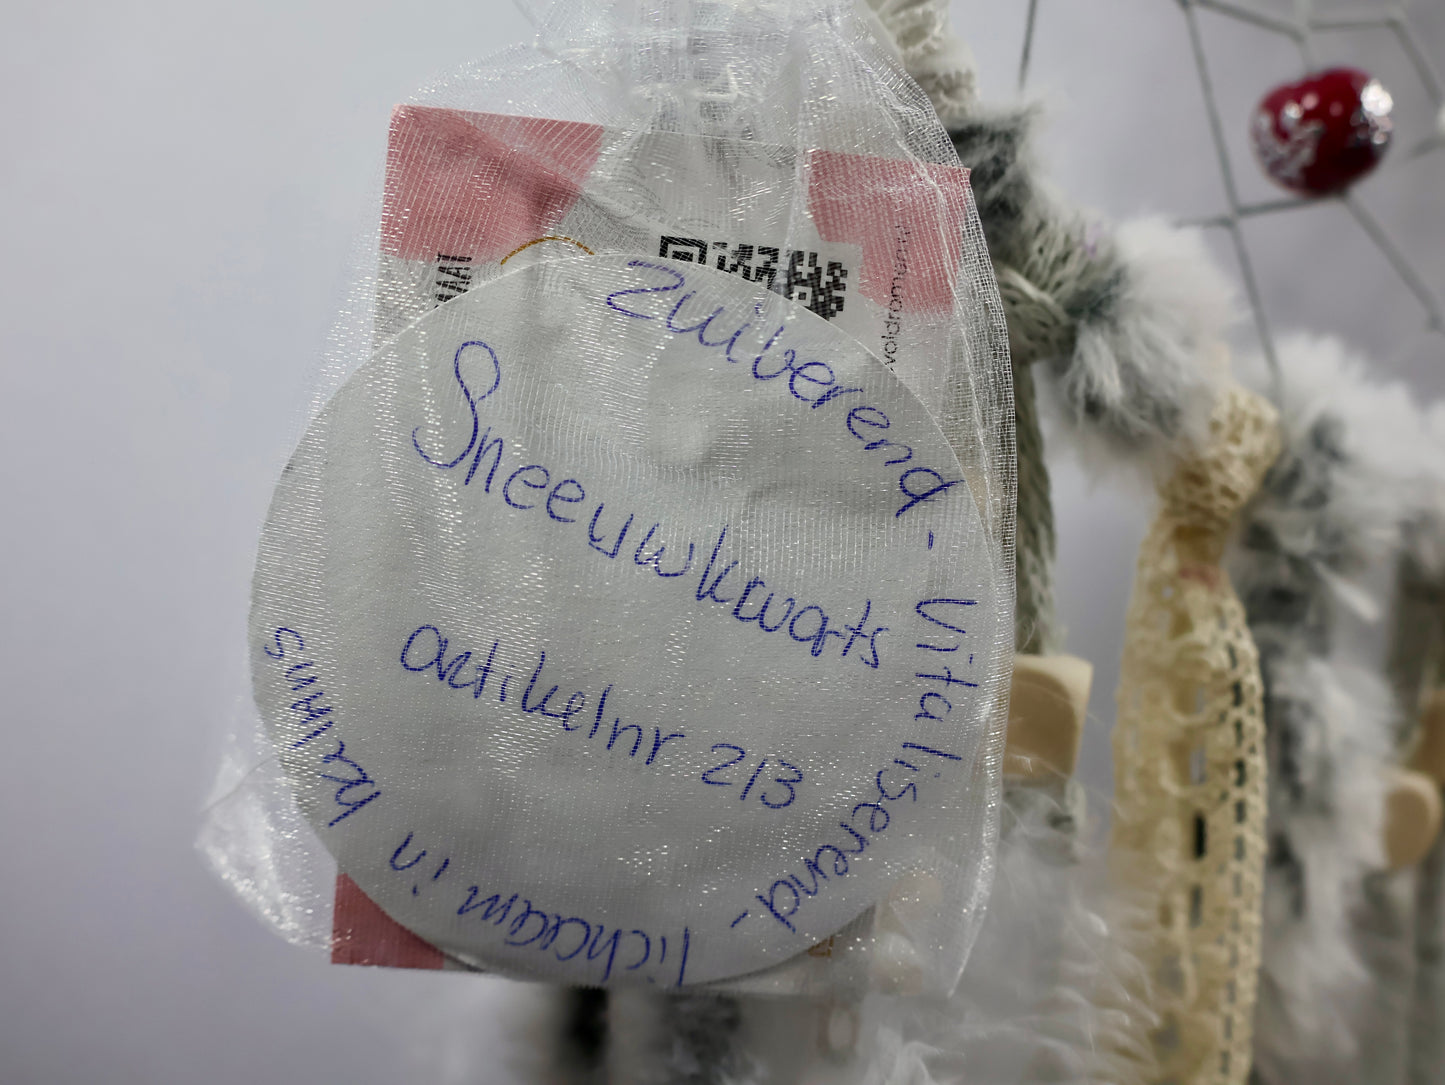 Zuiverend - Vitaliserend -
lichaam in balans
Sneeuwkwarts
artikelnr 213